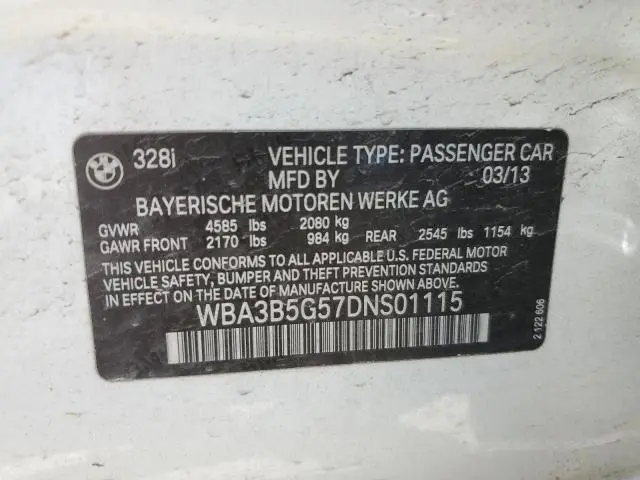 BMW 328i VEHICLE TYPE: PASSENGER CAR
MFD BY 03/13
BAYERISCHE MOTOREN WERKE AG
GVWR 4585 lbs 2080 kg
GAWR FRONT 2170 lbs 984 kg REAR 2545 lbs 1154 kg
THIS VEHICLE CONFORMS TO ALL APPLICABLE U.S. FEDERAL MOTOR
VEHICLE SAFETY, BUMPER AND THEFT PREVENTION STANDARDS
IN EFFECT ON THE DATE OF MANUFACTURE SHOWN ABOVE.
WBA3B5G57DNS01115
2 122 606